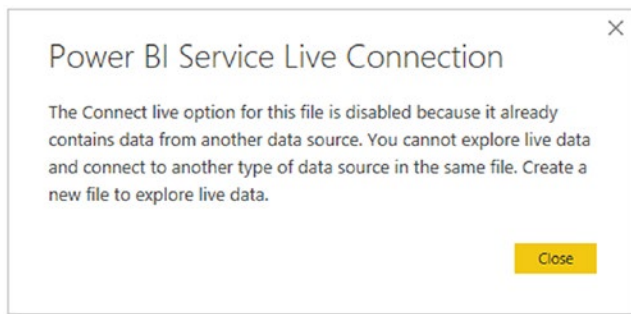 Power BI Service Live Connection
The Connect live option for this file is disabled because it already
contains data from another data source. You cannot explore live data
and connect to another type of data source in the same file. Create a
new file to explore live data.
Close